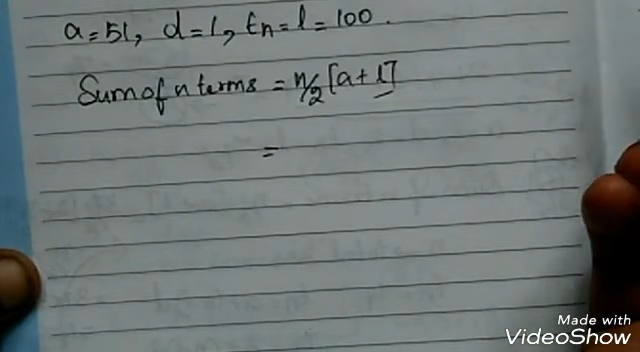 a=51, d=1, tn=l=100.
Sum of n terms = n/2 [a+l]
=
Made with
VideoShow